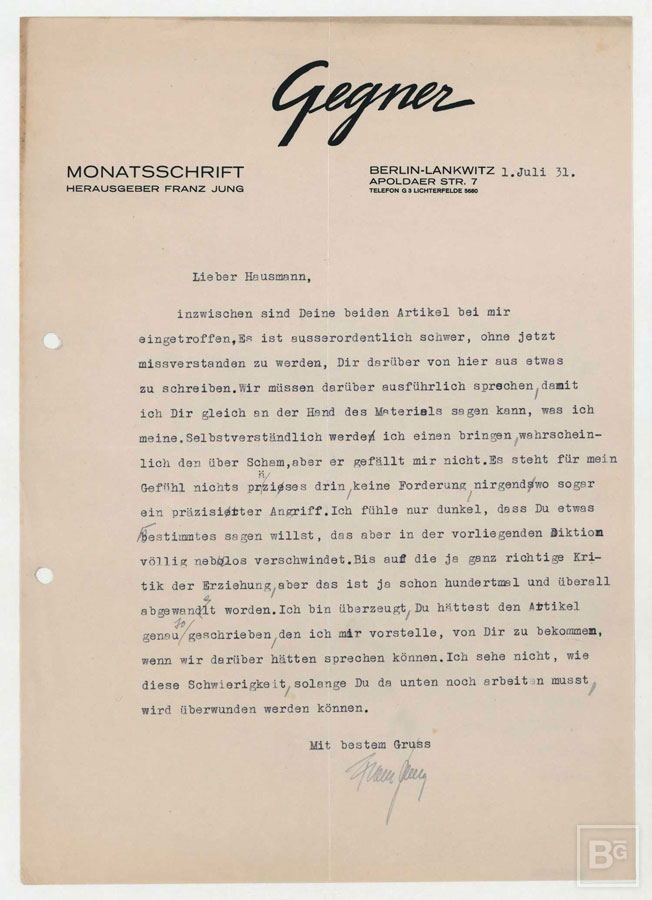 Gegner
MONATSSCHRIFT
HERAUSGEBER FRANZ JUNG
BERLIN-LANKWITZ 1.Juli 31.
APOLDAER STR. 7
TELEFON G 3 LICHTERFELDE 5660
Lieber Hausmann,
inzwischen sind Deine beiden Artikel bei mir
eingetroffen,Es ist ausserordentlich schwer, ohne jetzt
missverstanden zu werden, Dir darüber von hier aus etwas
zu schreiben.Wir müssen darüber ausführlich sprechen,damit
ich Dir gleich an der Hand des Materials sagen kann, was ich
meine.Selbstverständlich werde ich einen bringen,wahrschein-
lich den über Scham,aber er gefällt mir nicht.Es steht für mein
Gefühl nichts präzises drin,keine Forderung,nirgendwo sogar
ein präzisierter Angriff.Ich fühle nur dunkel, dass Du etwas
Bestimmtes sagen willst, das aber in der vorliegenden Diktion
völlig nebulos verschwindet.Bis auf die ja ganz richtige Kri-
tik der Erziehung,aber das ist ja schon hundertmal und überall
abgewandelt worden.Ich bin überzeugt,Du hättest den Artikel
genau so geschrieben,den ich mir vorstelle, von Dir zu bekommen,
wenn wir darüber hätten sprechen können.Ich sehe nicht, wie
diese Schwierigkeit,solange Du da unten noch arbeiten musst,
wird überwunden werden können.
Mit bestem Gruss
Franz Jung
BG